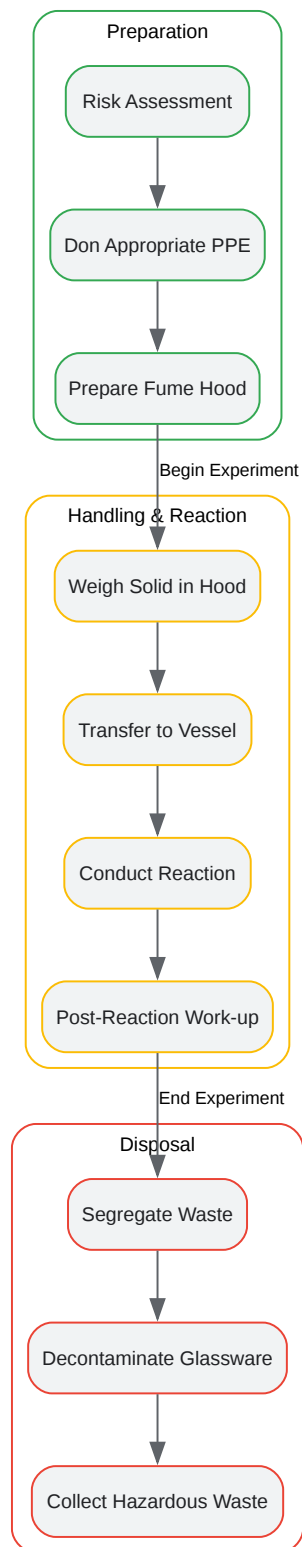 Preparation
Risk Assessment
Don Appropriate PPE
Prepare Fume Hood
Begin Experiment
Handling & Reaction
Weigh Solid in Hood
Transfer to Vessel
Conduct Reaction
Post-Reaction Work-up
End Experiment
Disposal
Segregate Waste
Decontaminate Glassware
Collect Hazardous Waste